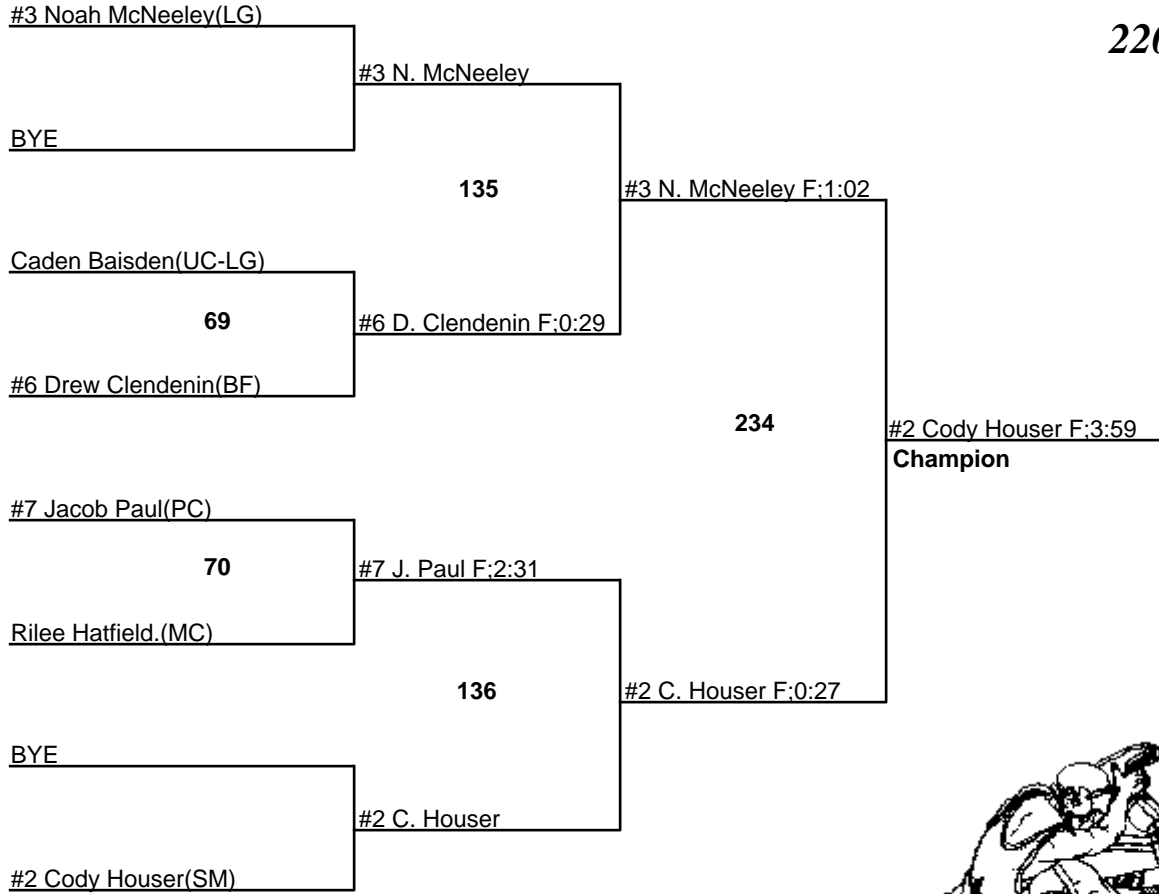 #3 Noah McNeeley(LG)
#3 N. McNeeley
BYE
135
#3 N. McNeeley F;1:02
Caden Baisden(UC-LG)
69
#6 D. Clendenin F;0:29
#6 Drew Clendenin(BF)
234
#2 Cody Houser F;3:59
Champion
#7 Jacob Paul(PC)
70
#7 J. Paul F;2:31
Rilee Hatfield.(MC)
136
#2 C. Houser F;0:27
BYE
#2 C. Houser
#2 Cody Houser(SM)